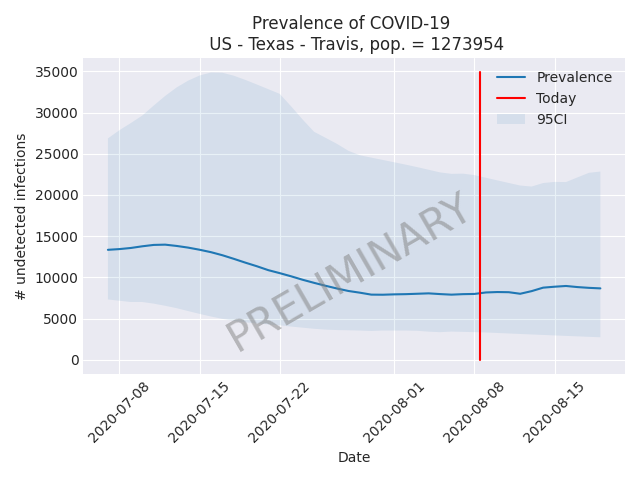 Prevalence of COVID-19
US - Texas - Travis, pop. = 1273954
# undetected infections
35000
30000
25000
20000
15000
10000
5000
0
Prevalence
Today
95CI
PRELIMINARY
2020-07-08
2020-07-15
2020-07-22
2020-08-01
2020-08-08
2020-08-15
Date